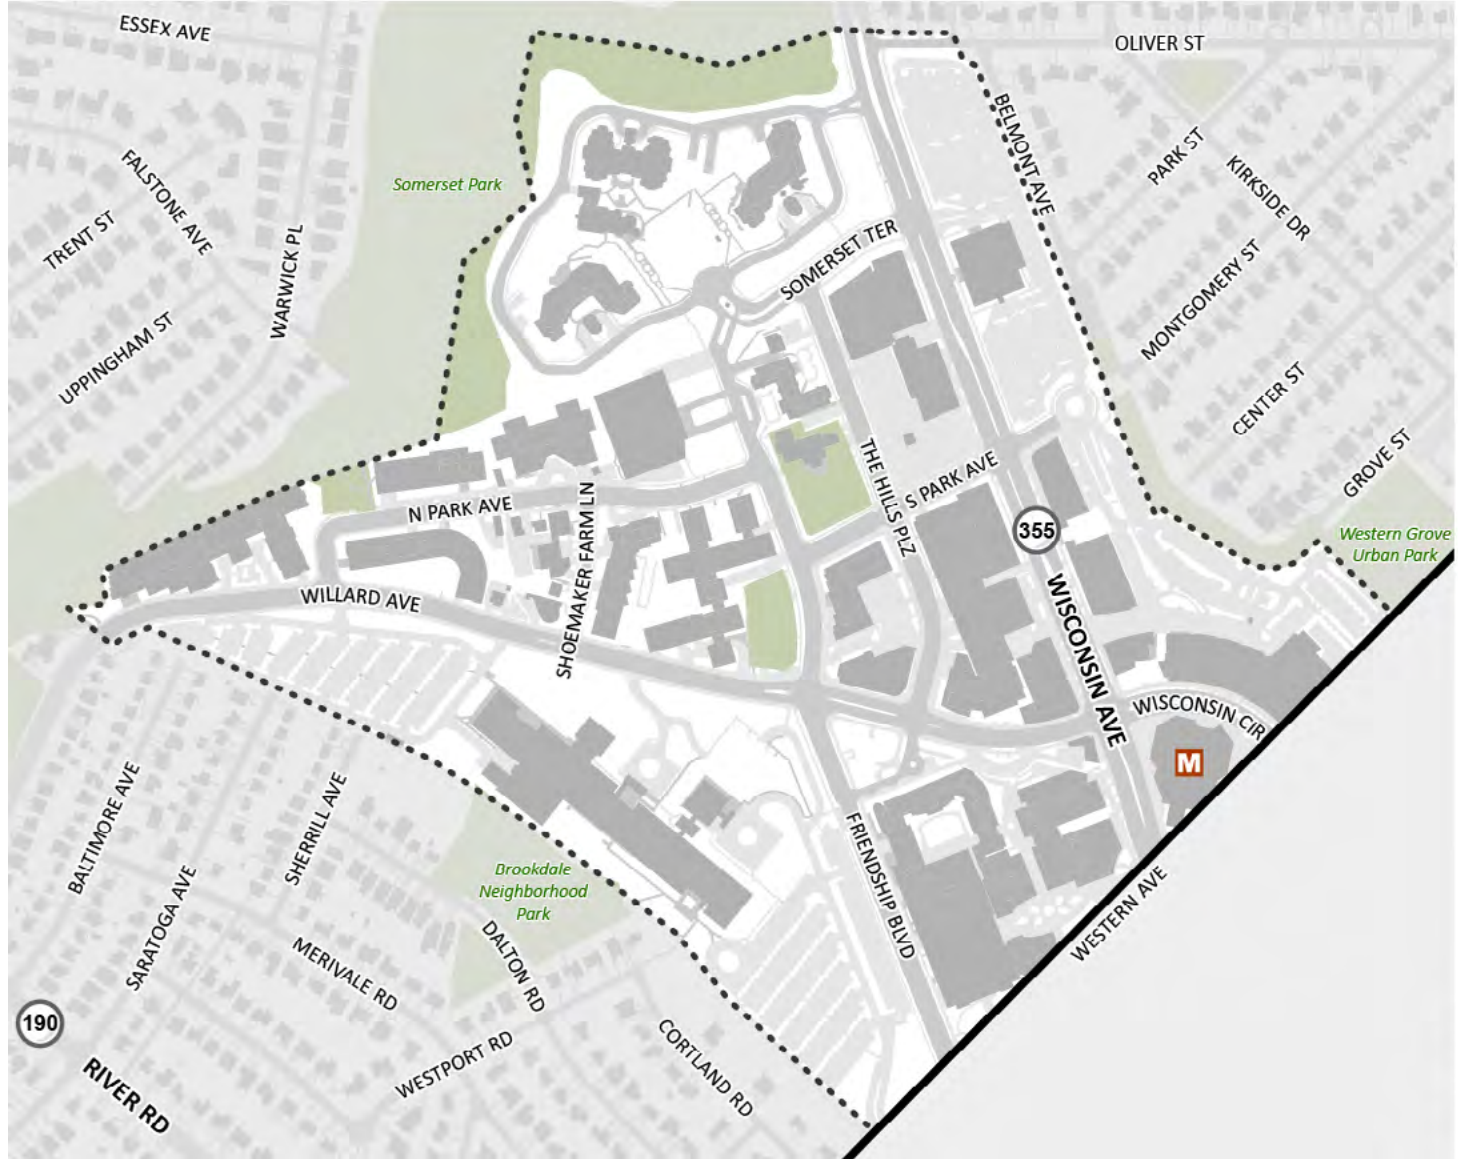 ESSEX AVE
OLIVER ST
BELMONT AVE
PARK ST
KIRKSIDE DR
FALSTONE AVE
Somerset Park
TRENT ST
WARWICK PL
SOMERSET TER
MONTGOMERY ST
UPPINGHAM ST
CENTER ST
THE HILLS PLZ
GROVE ST
S PARK AVE
N PARK AVE
SHOEMAKER FARM LN
355
Western Grove
Urban Park
WILLARD AVE
WISCONSIN AVE
WISCONSIN CIR
M
BALTIMORE AVE
SHERRILL AVE
FRIENDSHIP BLVD
Brookdale
Neighborhood
Park
SARATOGA AVE
WESTERN AVE
DALTON RD
MERIVALE RD
190
WESTPORT RD
CORTLAND RD
RIVER RD